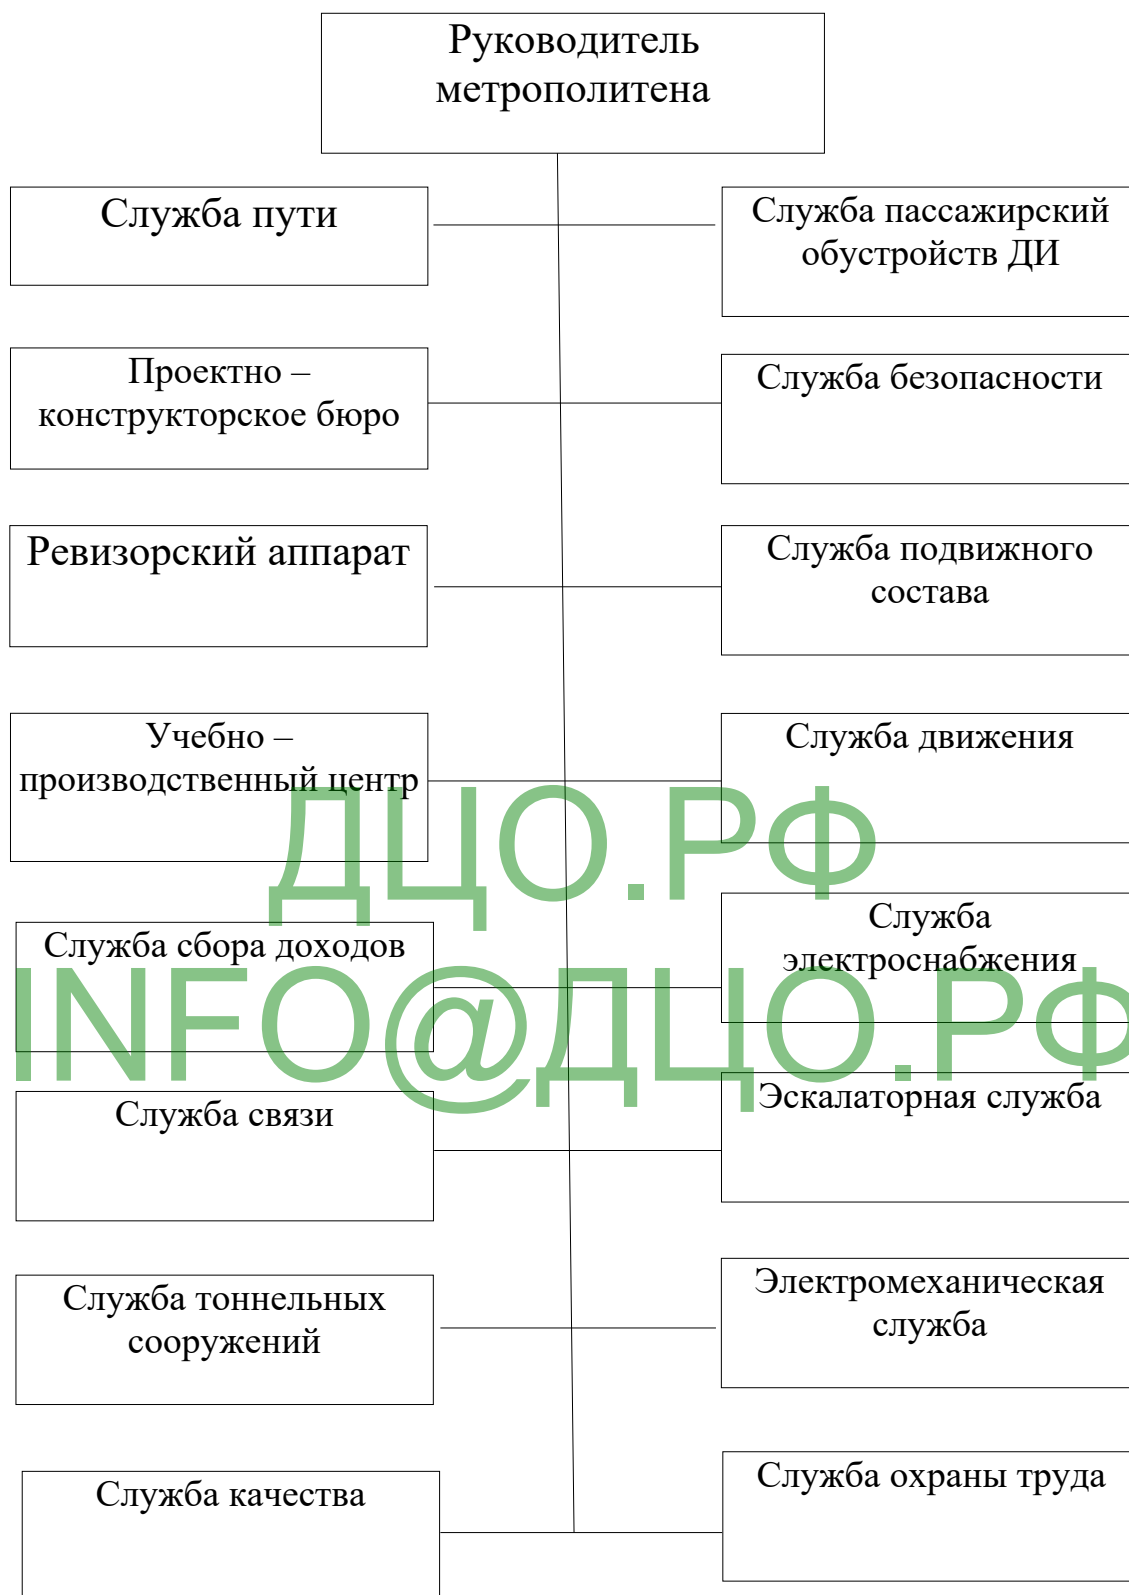 Руководитель
метрополитена
Служба пути
Служба пассажирский
обустройств ДИ
Проектно –
конструкторское бюро
Служба безопасности
Ревизорский аппарат
Служба подвижного
состава
Учебно –
производственный центр
Служба движения
ДЦО.РФ
Служба сбора доходов
Служба
электроснабжения
INFO@ДЦО.РФ
Служба связи
Эскалаторная служба
Служба тоннельных
сооружений
Электромеханическая
служба
Служба качества
Служба охраны труда